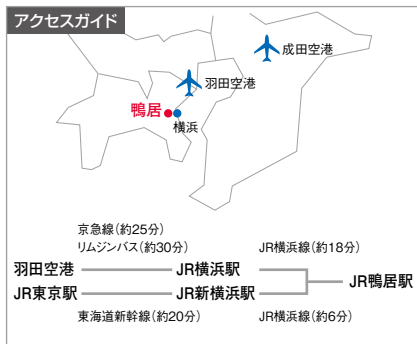 アクセスガイド
成田空港
羽田空港
鴨居
横浜
京急線(約25分)
リムジンバス(約30分)
JR横浜線(約18分)
羽田空港
JR横浜駅
JR鴨居駅
JR東京駅
JR新横浜駅
東海道新幹線(約20分)
JR横浜線(約6分)